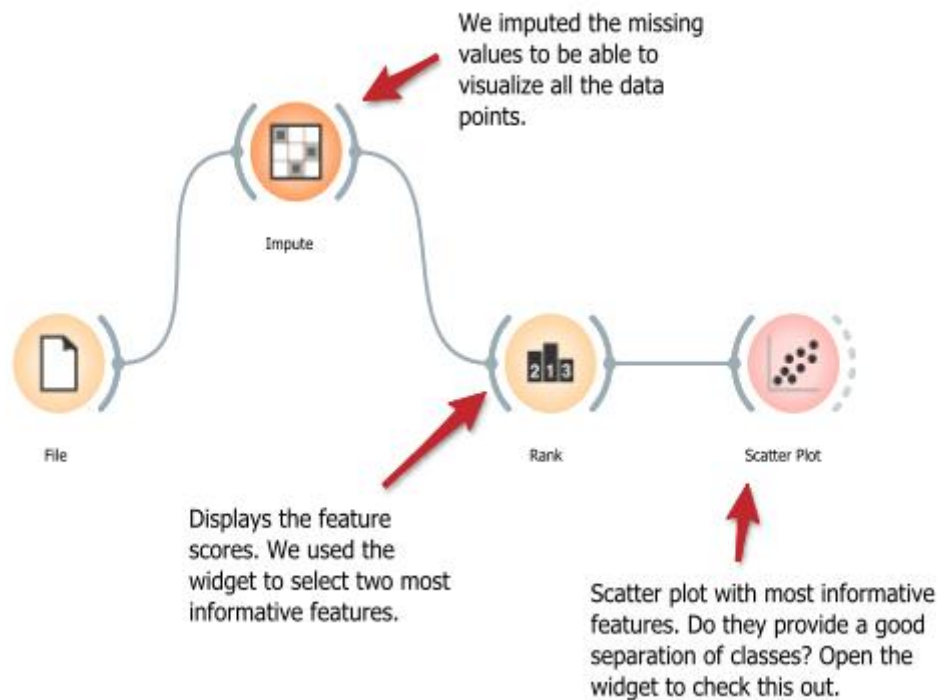 We imputed the missing
values to be able to
visualize all the data
points.
Impute
File
213
Rank
Scatter Plot
Displays the feature
scores. We used the
widget to select two most
informative features.
Scatter plot with most informative
features. Do they provide a good
separation of classes? Open the
widget to check this out.